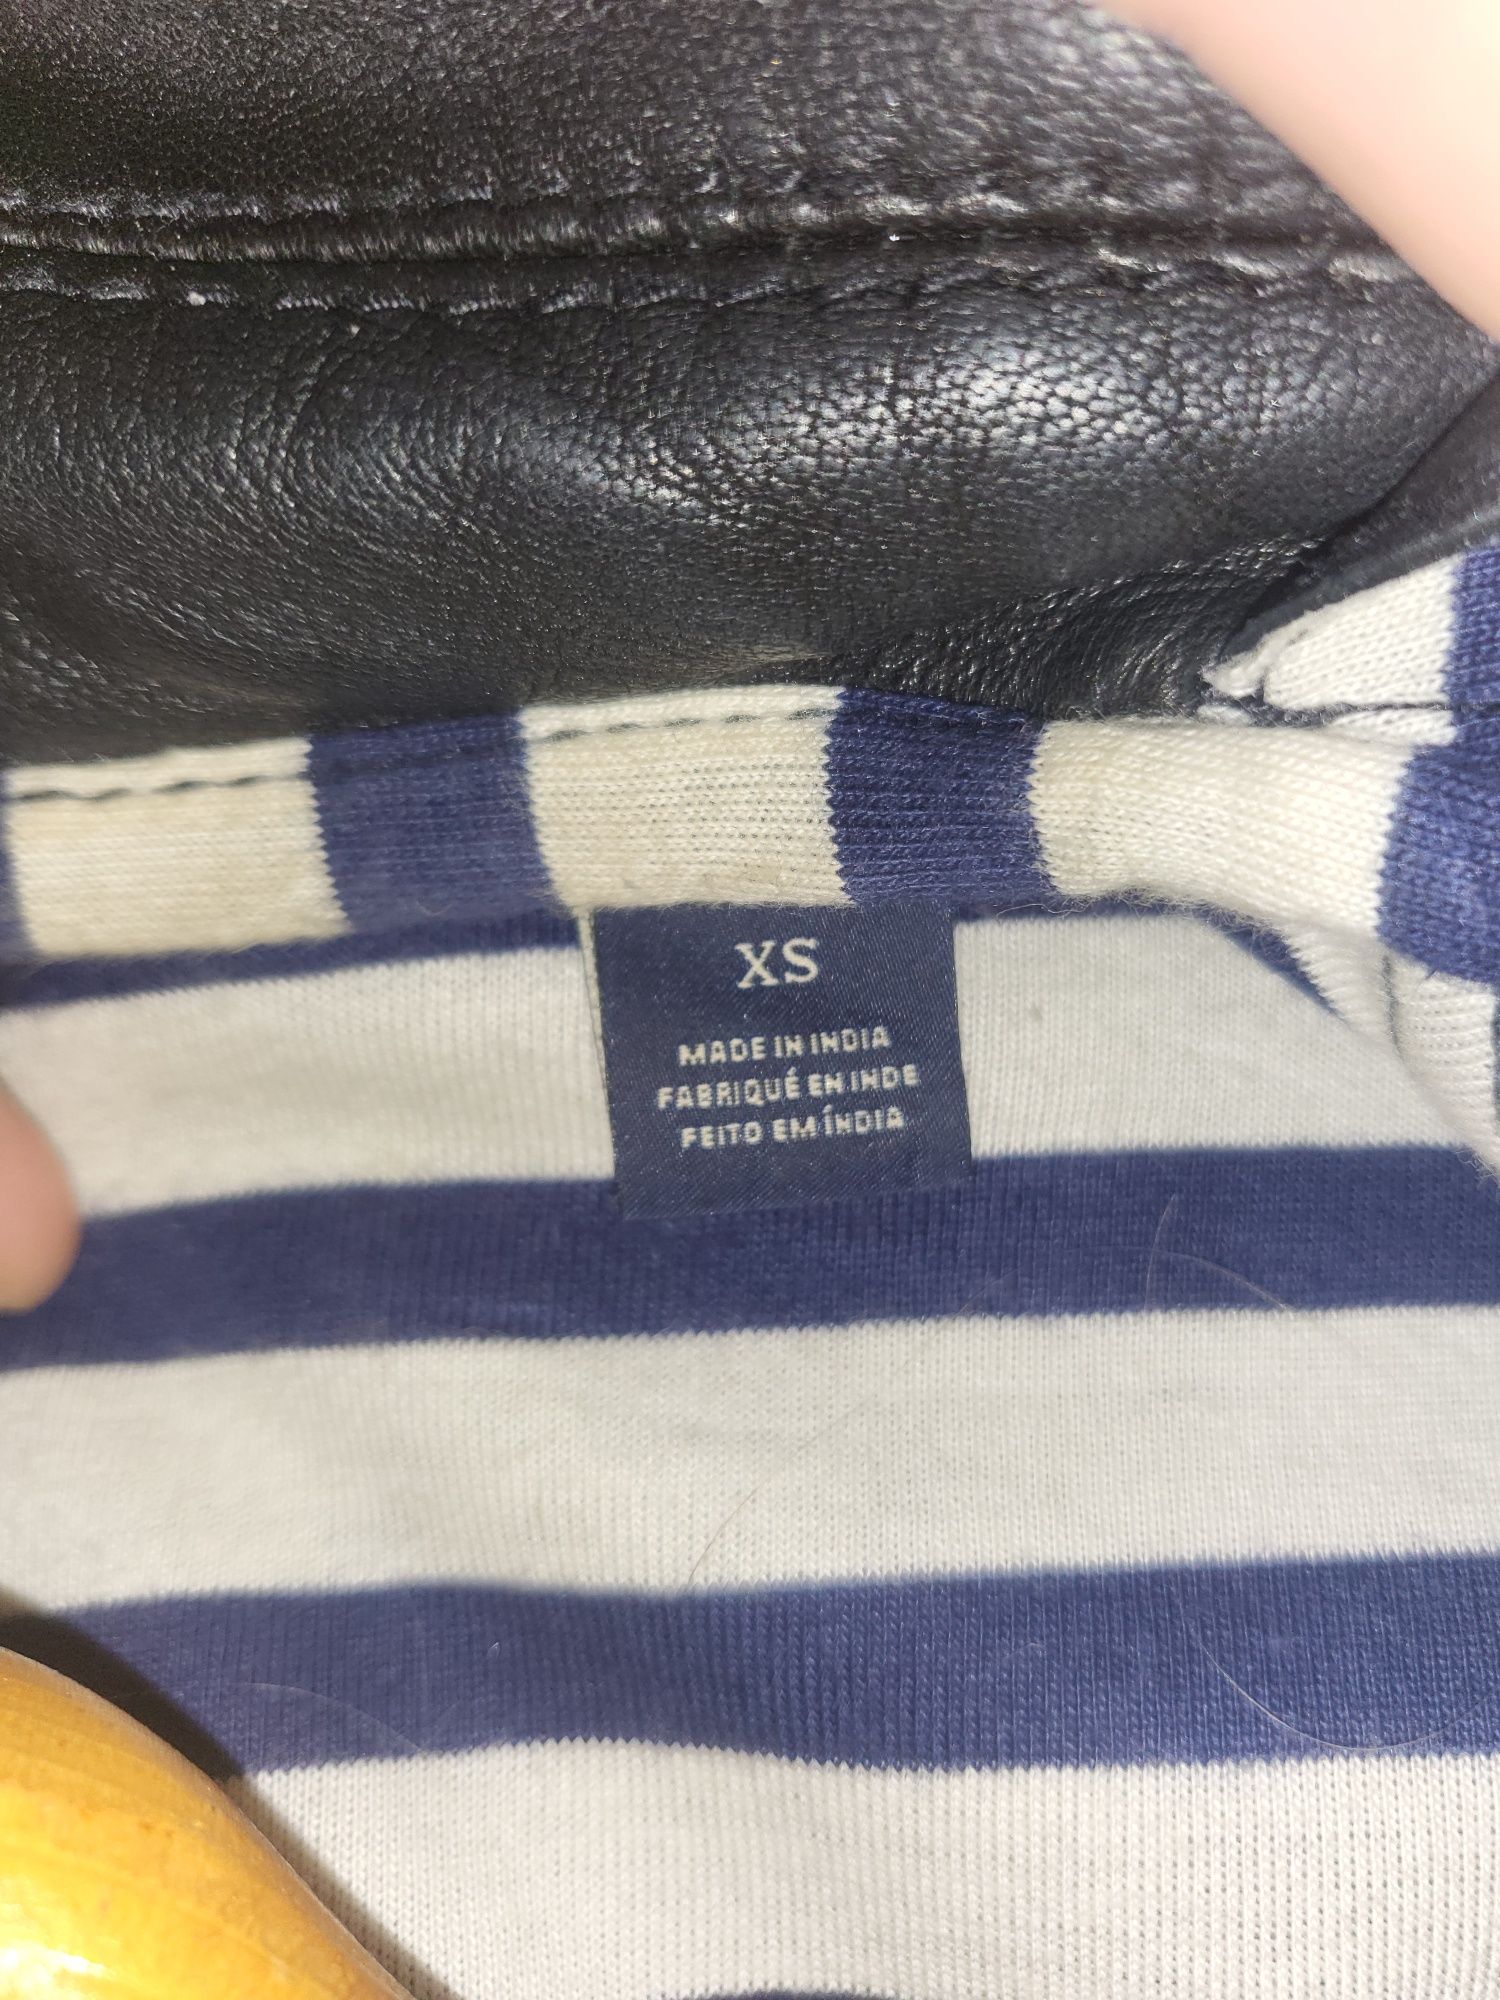 XS
MADE IN INDIA
FABRIQUÉ EN INDE
FEITO EM ÍNDIA